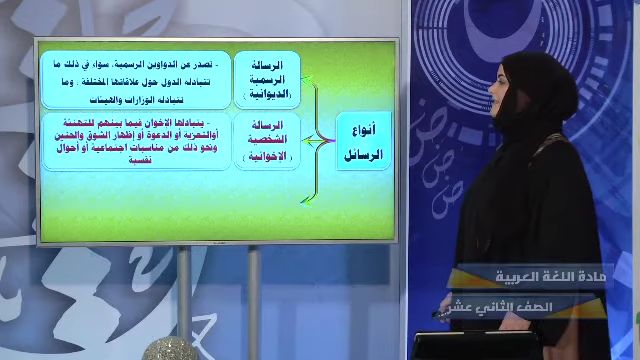 أنواع
الرسائل
الرسالة
الرسمية
( الديوانية )
- تصدر عن الدواوين الرسمية، سواء في ذلك ما
تتبادله الدول حول علاقاتها المختلفة ، وما
تتبادله الوزارات والهيئات
الرسالة
الشخصية
( الإخوانية )
- يتبادلها الإخوان فيما بينهم للتهنئة
أوالتعزية أو الدعوة أو إظهار الشوق والحنين
ونحو ذلك من مناسبات اجتماعية أو أحوال
نفسية
مادة اللغة العربية
الصف الثاني عشر